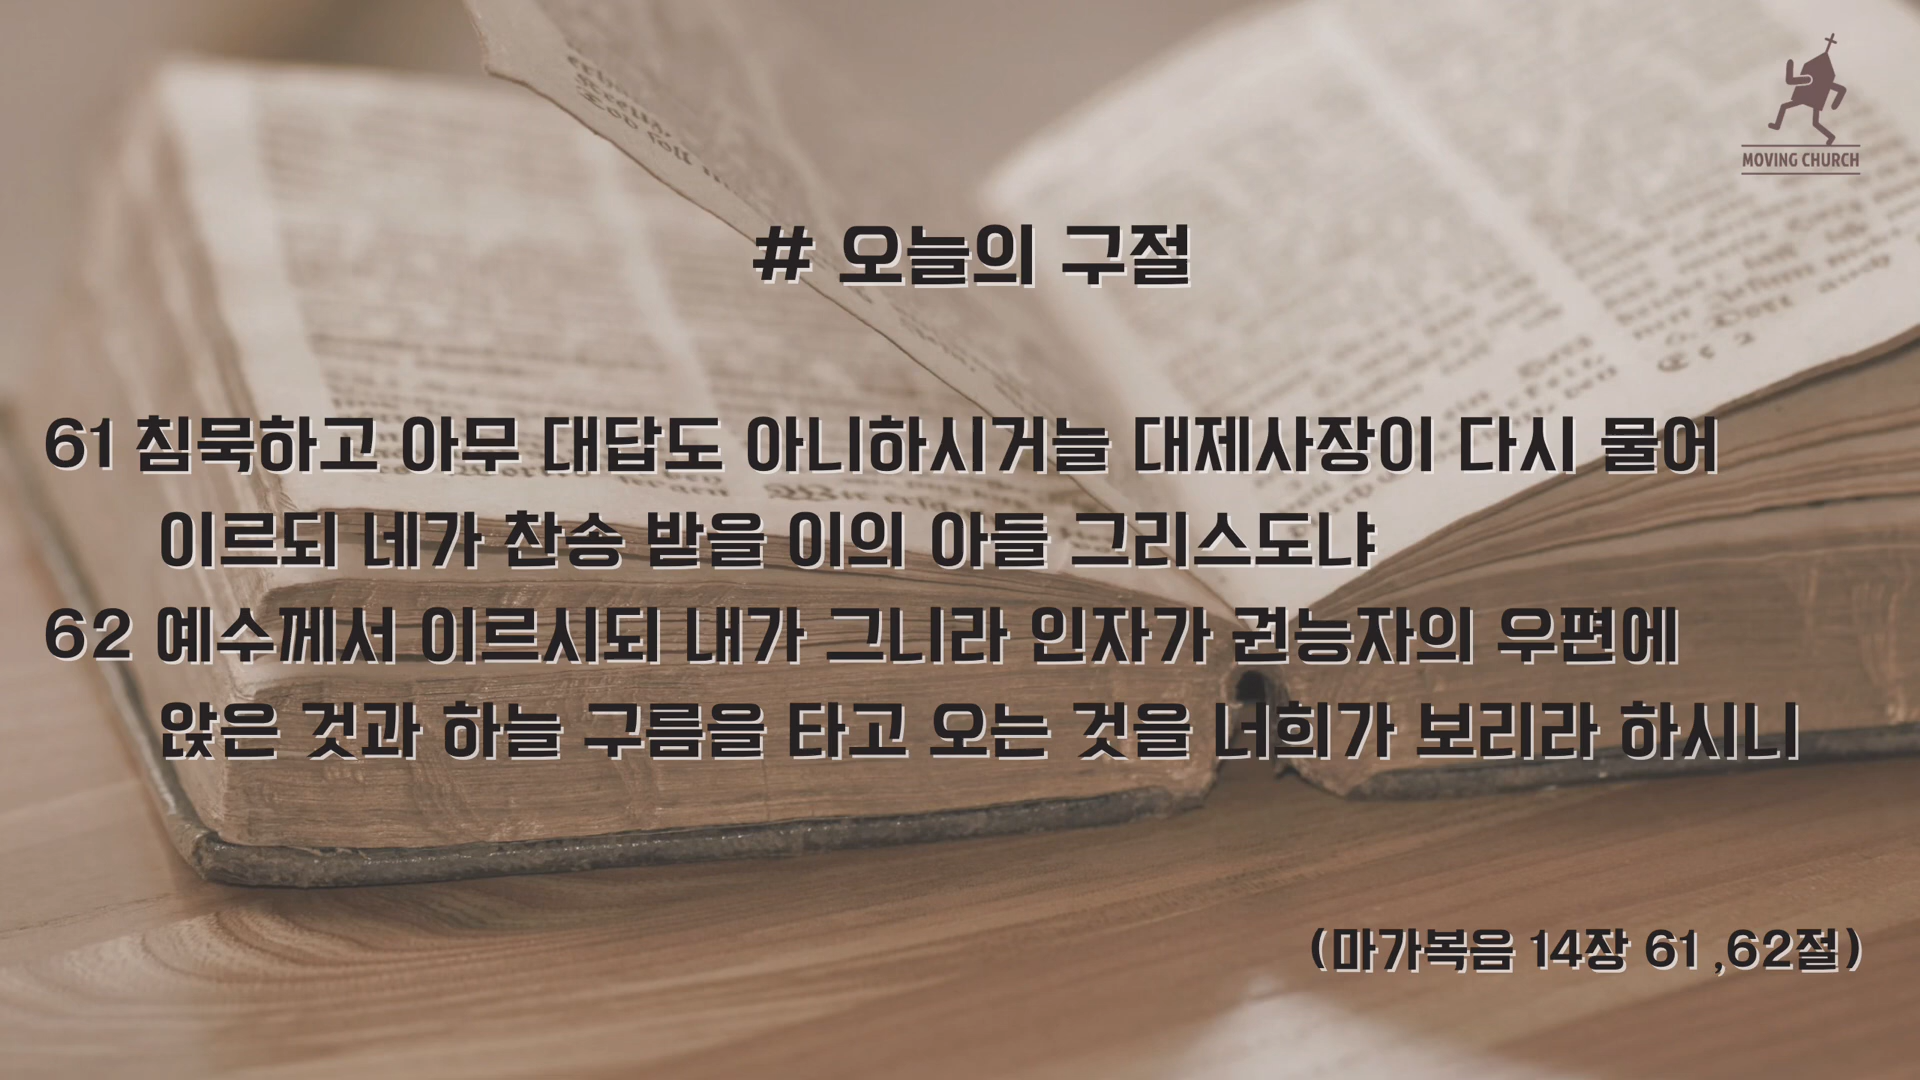 MOVING CHURCH
# 오늘의 구절
61 침묵하고 아무 대답도 아니하시거늘 대제사장이 다시 물어
이르되 네가 찬송 받을 이의 아들 그리스도냐
62 예수께서 이르시되 내가 그니라 인자가 권능자의 우편에
앉은 것과 하늘 구름을 타고 오는 것을 너희가 보리라 하시니
(마가복음 14장 61 ,62절)